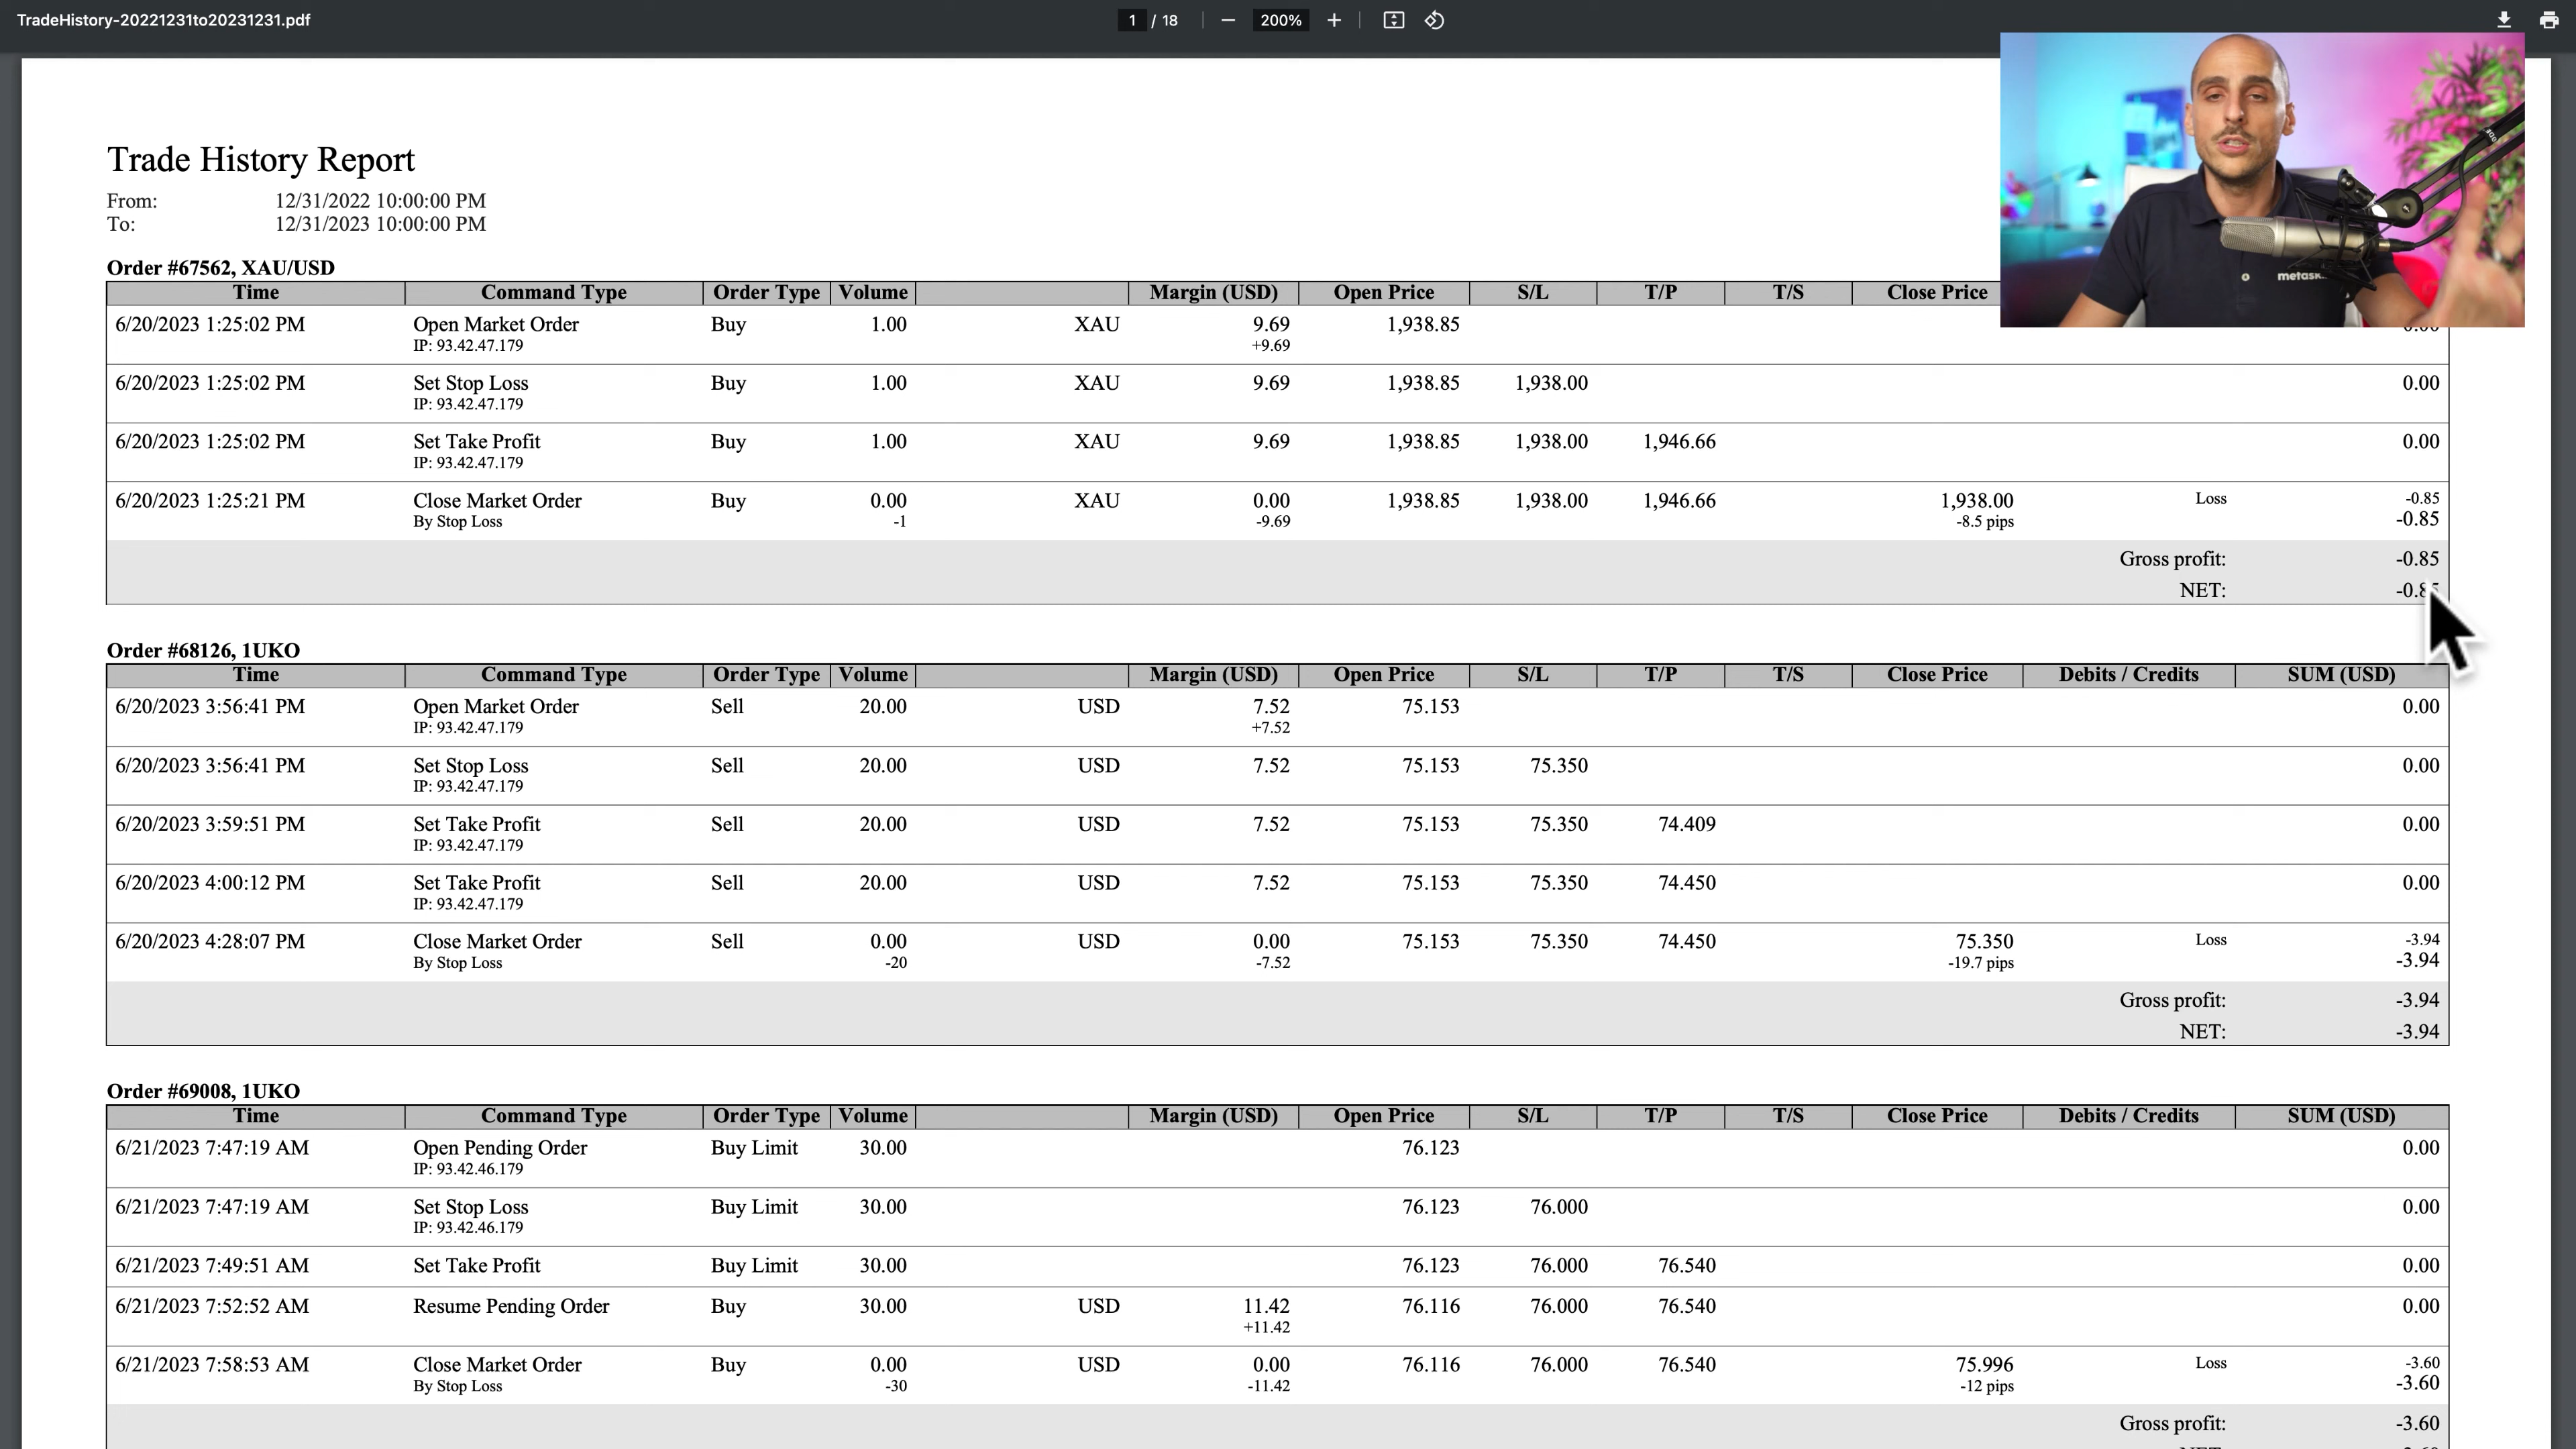 TradeHistory-20221231to20231231.pdf
1 / 18 200%
Trade History Report
From: 12/31/2022 10:00:00 PM
To: 12/31/2023 10:00:00 PM
Order #67562, XAU/USD
Time Command Type Order Type Volume Margin (USD) Open Price S/L T/P T/S Close Price
6/20/2023 1:25:02 PM Open Market Order Buy 1.00 XAU 9.69 1,938.85
IP: 93.42.47.179 +9.69
6/20/2023 1:25:02 PM Set Stop Loss Buy 1.00 XAU 9.69 1,938.85 1,938.00 0.00
IP: 93.42.47.179
6/20/2023 1:25:02 PM Set Take Profit Buy 1.00 XAU 9.69 1,938.85 1,938.00 1,946.66 0.00
IP: 93.42.47.179
6/20/2023 1:25:21 PM Close Market Order Buy 0.00 XAU 0.00 1,938.85 1,938.00 1,946.66 1,938.00 Loss -0.85
By Stop Loss -1 -9.69 -8.5 pips -0.85
Gross profit: -0.85
NET:
Order #68126, 1UKO
Time Command Type Order Type Volume Margin (USD) Open Price S/L T/P T/S Close Price Debits / Credits SUM (USD)
6/20/2023 3:56:41 PM Open Market Order Sell 20.00 USD 7.52 75.153 0.00
IP: 93.42.47.179 +7.52
6/20/2023 3:56:41 PM Set Stop Loss Sell 20.00 USD 7.52 75.153 75.350 0.00
IP: 93.42.47.179
6/20/2023 3:59:51 PM Set Take Profit Sell 20.00 USD 7.52 75.153 75.350 74.409 0.00
IP: 93.42.47.179
6/20/2023 4:00:12 PM Set Take Profit Sell 20.00 USD 7.52 75.153 75.350 74.450 0.00
IP: 93.42.47.179
6/20/2023 4:28:07 PM Close Market Order Sell 0.00 USD 0.00 75.153 75.350 74.450 75.350 Loss -3.94
By Stop Loss -20 -7.52 -19.7 pips -3.94
Gross profit: -3.94
NET: -3.94
Order #69008, 1UKO
Time Command Type Order Type Volume Margin (USD) Open Price S/L T/P T/S Close Price Debits / Credits SUM (USD)
6/21/2023 7:47:19 AM Open Pending Order Buy Limit 30.00 76.123 0.00
IP: 93.42.46.179
6/21/2023 7:47:19 AM Set Stop Loss Buy Limit 30.00 76.123 76.000 0.00
IP: 93.42.46.179
6/21/2023 7:49:51 AM Set Take Profit Buy Limit 30.00 76.123 76.000 76.540 0.00
6/21/2023 7:52:52 AM Resume Pending Order Buy 30.00 USD 11.42 76.116 76.000 76.540 0.00
+11.42
6/21/2023 7:58:53 AM Close Market Order Buy 0.00 USD 0.00 76.116 76.000 76.540 75.996 Loss -3.60
By Stop Loss -30 -11.42 -12 pips -3.60
Gross profit: -3.60